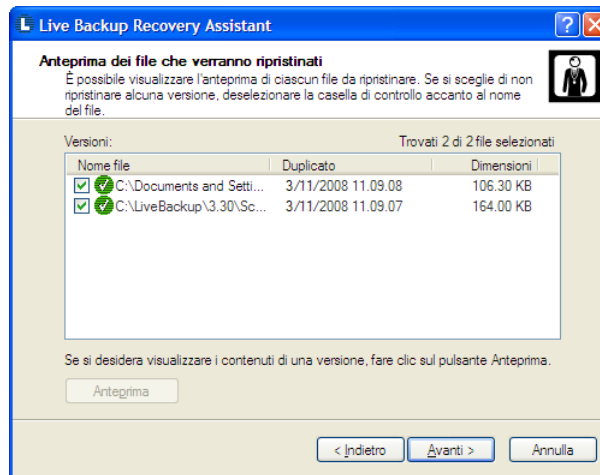 Live Backup Recovery Assistant
Anteprima dei file che verranno ripristinati
È possibile visualizzare l'anteprima di ciascun file da ripristinare. Se si sceglie di non
ripristinare alcuna versione, deselezionare la casella di controllo accanto al nome
del file.
Versioni: Trovati 2 di 2 file selezionati
Nome file Duplicato Dimensioni
C:\Documents and Setti... 3/11/2008 11.09.08 106.30 KB
C:\LiveBackup\3.30\Sc... 3/11/2008 11.09.07 164.00 KB
Se si desidera visualizzare i contenuti di una versione, fare clic sul pulsante Anteprima.
Anteprima
< Indietro Avanti > Annulla